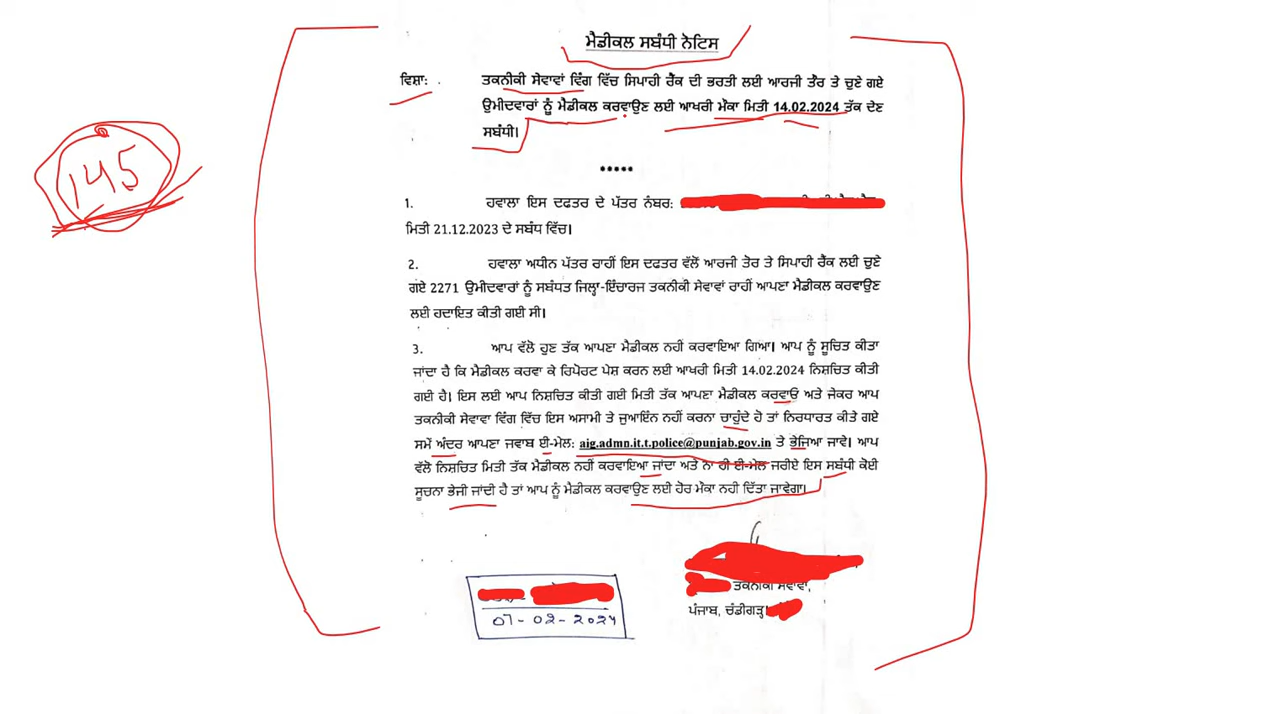 ਮੈਡੀਕਲ ਸਬੰਧੀ ਨੋਟਿਸ
ਵਿਸ਼ਾ: ਤਕਨੀਕੀ ਸੇਵਾਵਾਂ ਵਿੰਗ ਵਿੱਚ ਸਿਪਾਹੀ ਰੈਂਕ ਦੀ ਭਰਤੀ ਲਈ ਆਰਜੀ ਤੌਰ ਤੇ ਚੁਣੇ ਗਏ
ਉਮੀਦਵਾਰਾਂ ਨੂੰ ਮੈਡੀਕਲ ਕਰਵਾਉਣ ਲਈ ਆਖਰੀ ਮੌਕਾ ਮਿਤੀ 14.02.2024 ਤੱਕ ਦੇਣ
ਸਬੰਧੀ।
*****
145
1. ਹਵਾਲਾ ਇਸ ਦਫਤਰ ਦੇ ਪੱਤਰ ਨੰਬਰ:
ਮਿਤੀ 21.12.2023 ਦੇ ਸਬੰਧ ਵਿੱਚ।
2. ਹਵਾਲਾ ਅਧੀਨ ਪੱਤਰ ਰਾਹੀਂ ਇਸ ਦਫਤਰ ਵੱਲੋਂ ਆਰਜੀ ਤੌਰ ਤੇ ਸਿਪਾਹੀ ਰੈਂਕ ਲਈ ਚੁਣੇ
ਗਏ 2271 ਉਮੀਦਵਾਰਾਂ ਨੂੰ ਸਬੰਧਤ ਜਿਲ੍ਹਾ-ਇੰਚਾਰਜ ਤਕਨੀਕੀ ਸੇਵਾਵਾਂ ਰਾਹੀਂ ਆਪਣਾ ਮੈਡੀਕਲ ਕਰਵਾਉਣ
ਲਈ ਹਦਾਇਤ ਕੀਤੀ ਗਈ ਸੀ।
3. ਆਪ ਵੱਲੋ ਹੁਣ ਤੱਕ ਆਪਣਾ ਮੈਡੀਕਲ ਨਹੀਂ ਕਰਵਾਇਆ ਗਿਆ। ਆਪ ਨੂੰ ਸੂਚਿਤ ਕੀਤਾ
ਜਾਂਦਾ ਹੈ ਕਿ ਮੈਡੀਕਲ ਕਰਵਾ ਕੇ ਰਿਪੋਰਟ ਪੇਸ਼ ਕਰਨ ਲਈ ਆਖਰੀ ਮਿਤੀ 14.02.2024 ਨਿਸ਼ਚਿਤ ਕੀਤੀ
ਗਈ ਹੈ। ਇਸ ਲਈ ਆਪ ਨਿਸ਼ਚਿਤ ਕੀਤੀ ਗਈ ਮਿਤੀ ਤੱਕ ਆਪਣਾ ਮੈਡੀਕਲ ਕਰਵਾਓ ਅਤੇ ਜੇਕਰ ਆਪ
ਤਕਨੀਕੀ ਸੇਵਾਵਾ ਵਿੰਗ ਵਿੱਚ ਇਸ ਅਸਾਮੀ ਤੇ ਜੁਆਇੰਨ ਨਹੀਂ ਕਰਨਾ ਚਾਹੁੰਦੇ ਹੋ ਤਾਂ ਨਿਰਧਾਰਤ ਕੀਤੇ ਗਏ
ਸਮੇਂ ਅੰਦਰ ਆਪਣਾ ਜਵਾਬ ਈ-ਮੇਲ: aig.admn.it.t.police@punjab.gov.in ਤੇ ਭੇਜਿਆ ਜਾਵੇ। ਆਪ
ਵੱਲੋ ਨਿਸ਼ਚਿਤ ਮਿਤੀ ਤੱਕ ਮੈਡੀਕਲ ਨਹੀਂ ਕਰਵਾਇਆ ਜਾਂਦਾ ਅਤੇ ਨਾ ਹੀ ਈ-ਮੇਲ ਜਰੀਏ ਇਸ ਸਬੰਧੀ ਕੋਈ
ਸੂਚਨਾ ਭੇਜੀ ਜਾਂਦੀ ਹੈ ਤਾਂ ਆਪ ਨੂੰ ਮੈਡੀਕਲ ਕਰਵਾਉਣ ਲਈ ਹੋਰ ਮੌਕਾ ਨਹੀ ਦਿੱਤਾ ਜਾਵੇਗਾ।
ਤਕਨੀਕੀ ਸੇਵਾਵਾਂ,
ਪੰਜਾਬ, ਚੰਡੀਗੜ੍ਹ।
07-02-2024